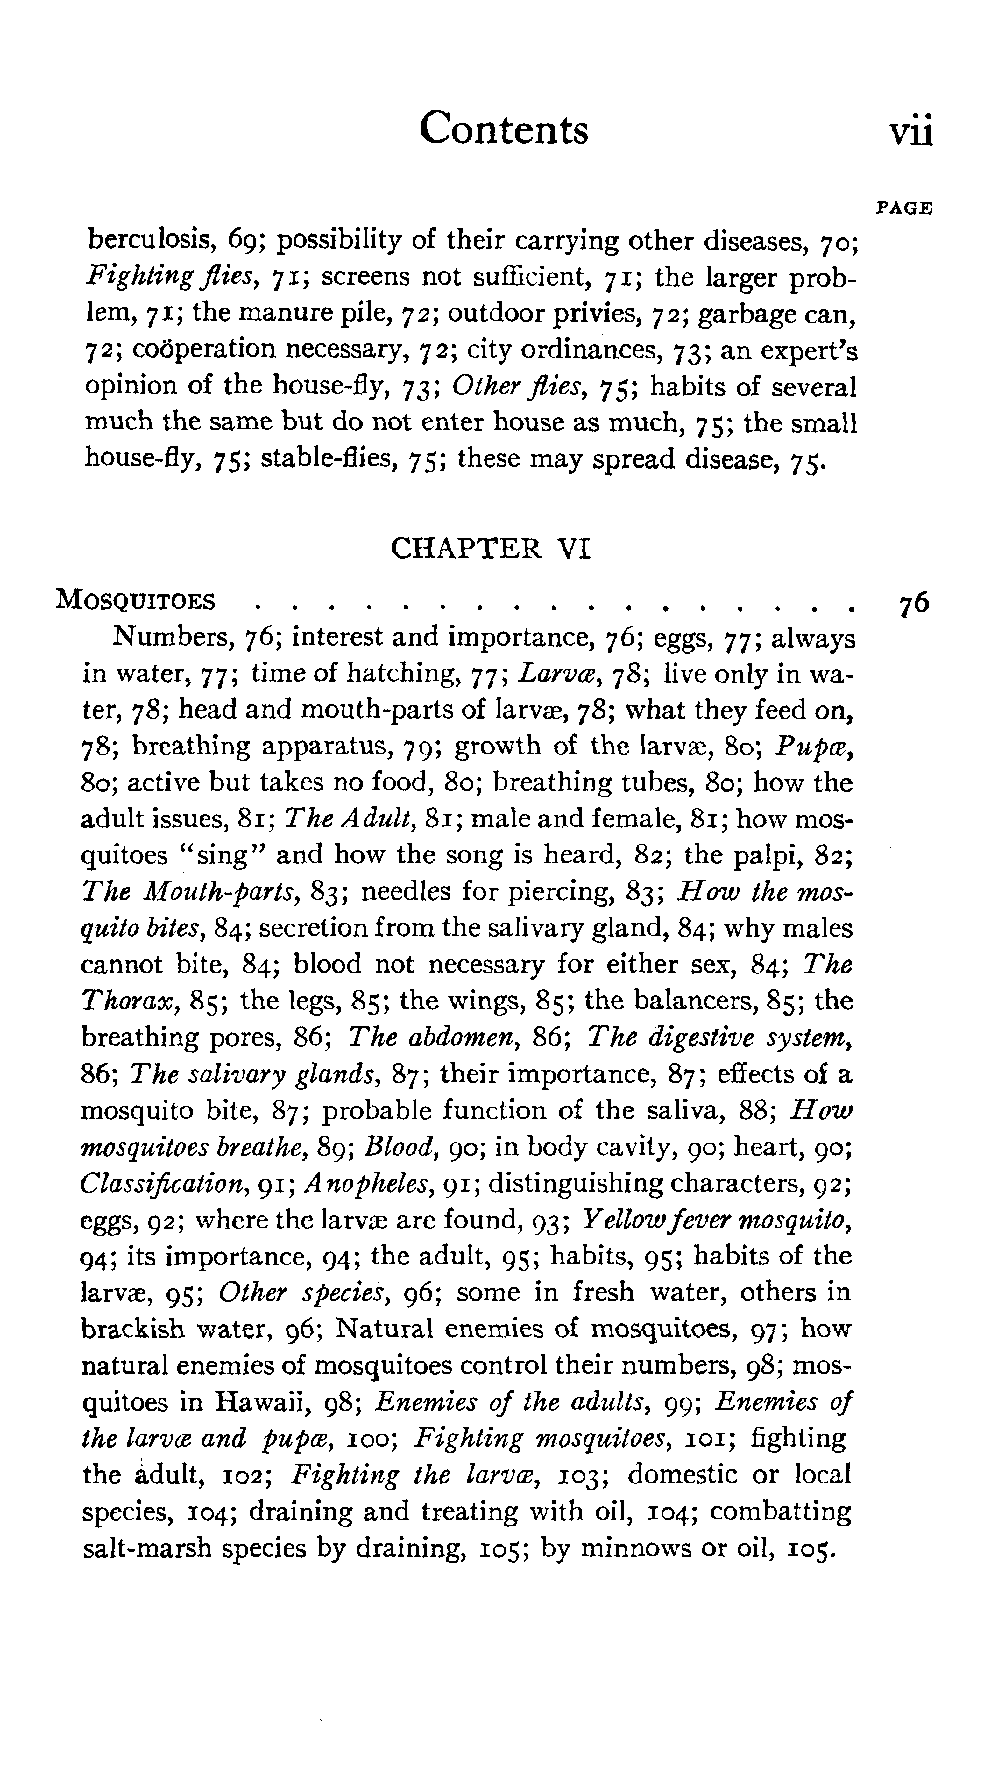 Contents vii
PAGE
berculosis, 69; possibility of their carrying other diseases, 70;
Fighting flies, 71; screens not sufficient, 71; the larger prob-
lem, 71; the manure pile, 72; outdoor privies, 72; garbage can,
72; coöperation necessary, 72; city ordinances, 73; an expert's
opinion of the house-fly, 73; Other flies, 75; habits of several
much the same but do not enter house as much, 75; the small
house-fly, 75; stable-flies, 75; these may spread disease, 75.
CHAPTER VI
MOSQUITOES . . . . . . . . . . . . . . . . . 76
Numbers, 76; interest and importance, 76; eggs, 77; always
in water, 77; time of hatching, 77; Larvæ, 78; live only in wa-
ter, 78; head and mouth-parts of larvæ, 78; what they feed on,
78; breathing apparatus, 79; growth of the larvæ, 80; Pupæ,
80; active but takes no food, 80; breathing tubes, 80; how the
adult issues, 81; The Adult, 81; male and female, 81; how mos-
quitoes "sing" and how the song is heard, 82; the palpi, 82;
The Mouth-parts, 83; needles for piercing, 83; How the mos-
quito bites, 84; secretion from the salivary gland, 84; why males
cannot bite, 84; blood not necessary for either sex, 84; The
Thorax, 85; the legs, 85; the wings, 85; the balancers, 85; the
breathing pores, 86; The abdomen, 86; The digestive system,
86; The salivary glands, 87; their importance, 87; effects of a
mosquito bite, 87; probable function of the saliva, 88; How
mosquitoes breathe, 89; Blood, 90; in body cavity, 90; heart, 90;
Classification, 91; Anopheles, 91; distinguishing characters, 92;
eggs, 92; where the larvæ are found, 93; Yellow fever mosquito,
94; its importance, 94; the adult, 95; habits, 95; habits of the
larvæ, 95; Other species, 96; some in fresh water, others in
brackish water, 96; Natural enemies of mosquitoes, 97; how
natural enemies of mosquitoes control their numbers, 98; mos-
quitoes in Hawaii, 98; Enemies of the adults, 99; Enemies of
the larvæ and pupæ, 100; Fighting mosquitoes, 101; fighting
the adult, 102; Fighting the larvæ, 103; domestic or local
species, 104; draining and treating with oil, 104; combatting
salt-marsh species by draining, 105; by minnows or oil, 105.